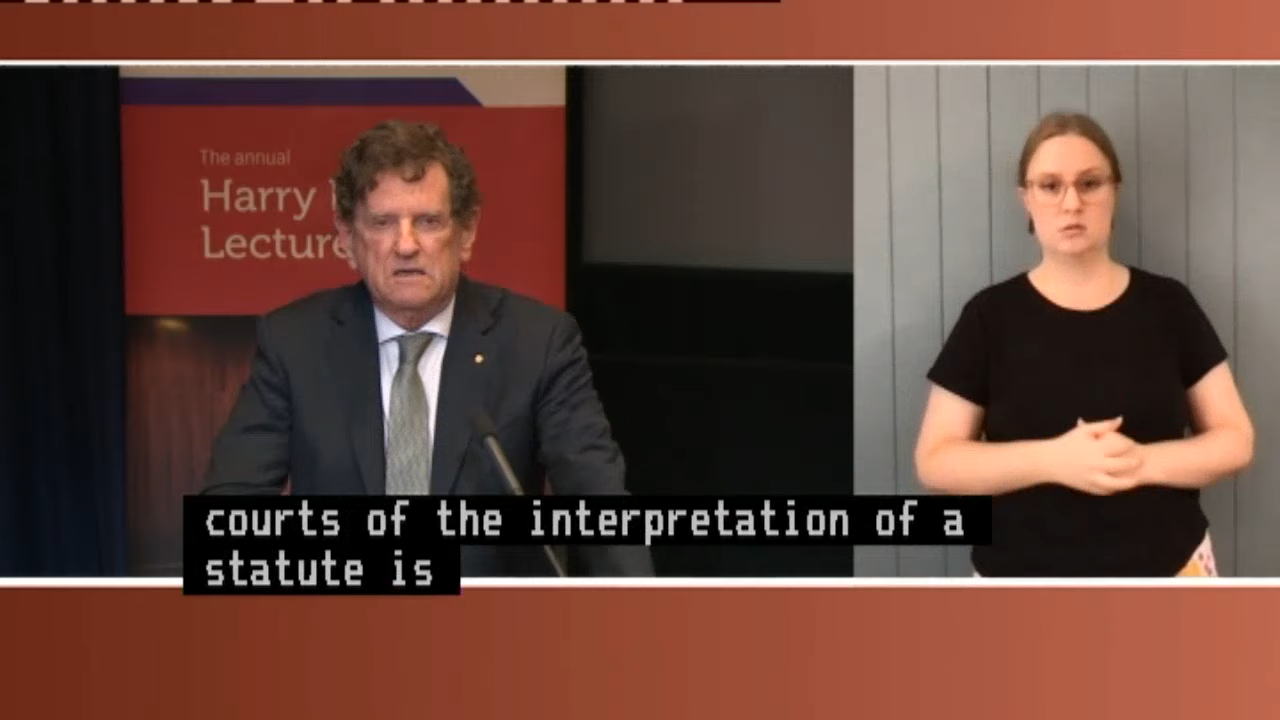 The annual
Harry
Lecture
courts of the interpretation of a
statute is